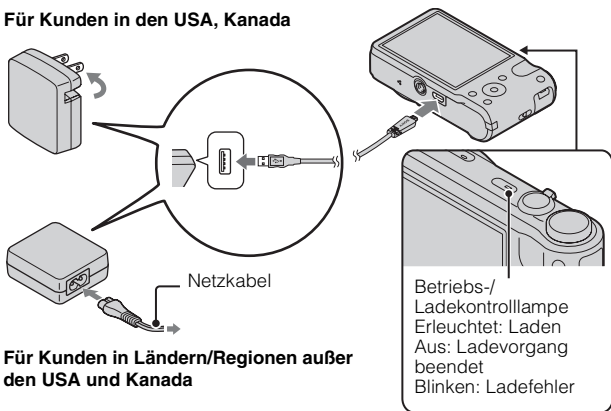 Für Kunden in den USA, Kanada
Netzkabel
Für Kunden in Ländern/Regionen außer
den USA und Kanada
Betriebs-/
Ladekontrolllampe
Erleuchtet: Laden
Aus: Ladevorgang
beendet
Blinken: Ladefehler